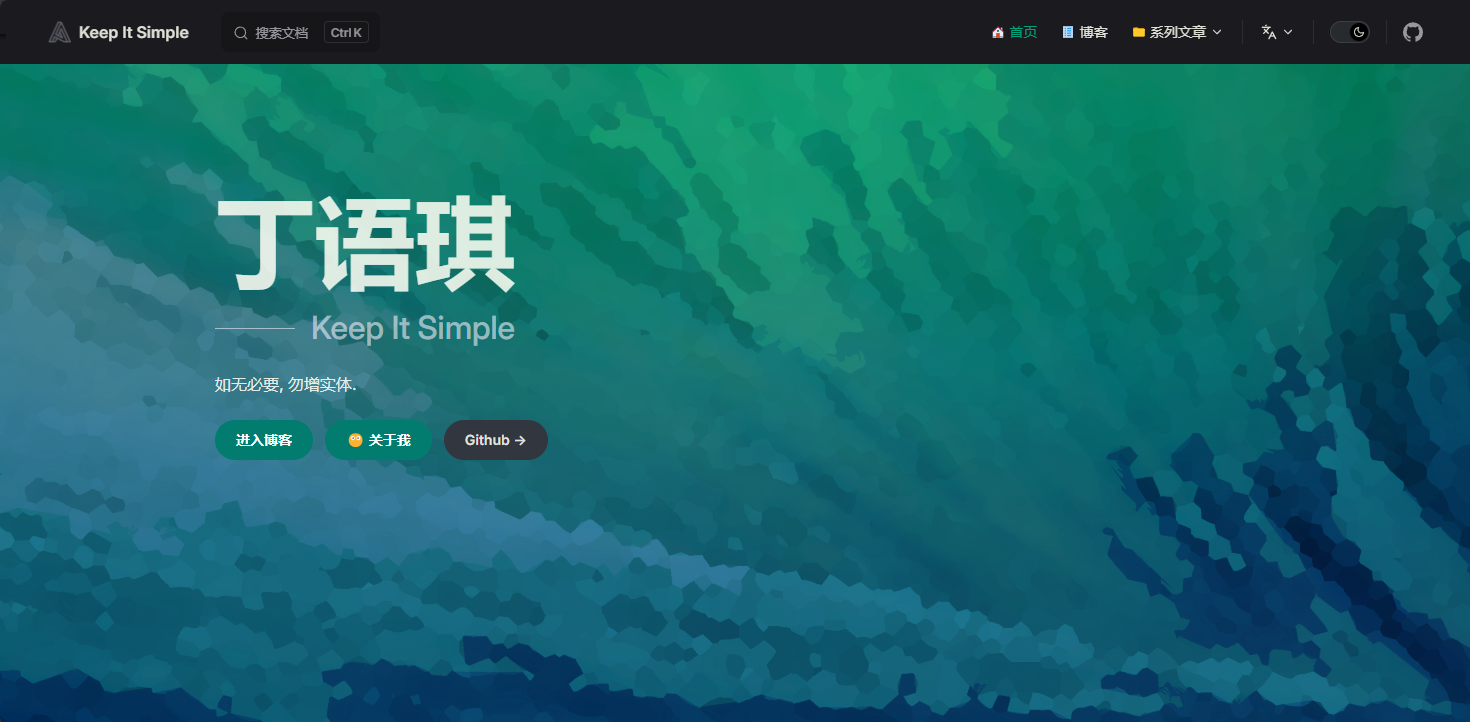 Keep It Simple 搜索文档 Ctrl K 首页 博客 系列文章
丁语琪
Keep It Simple
如无必要, 勿增实体.
进入博客 关于我 Github →